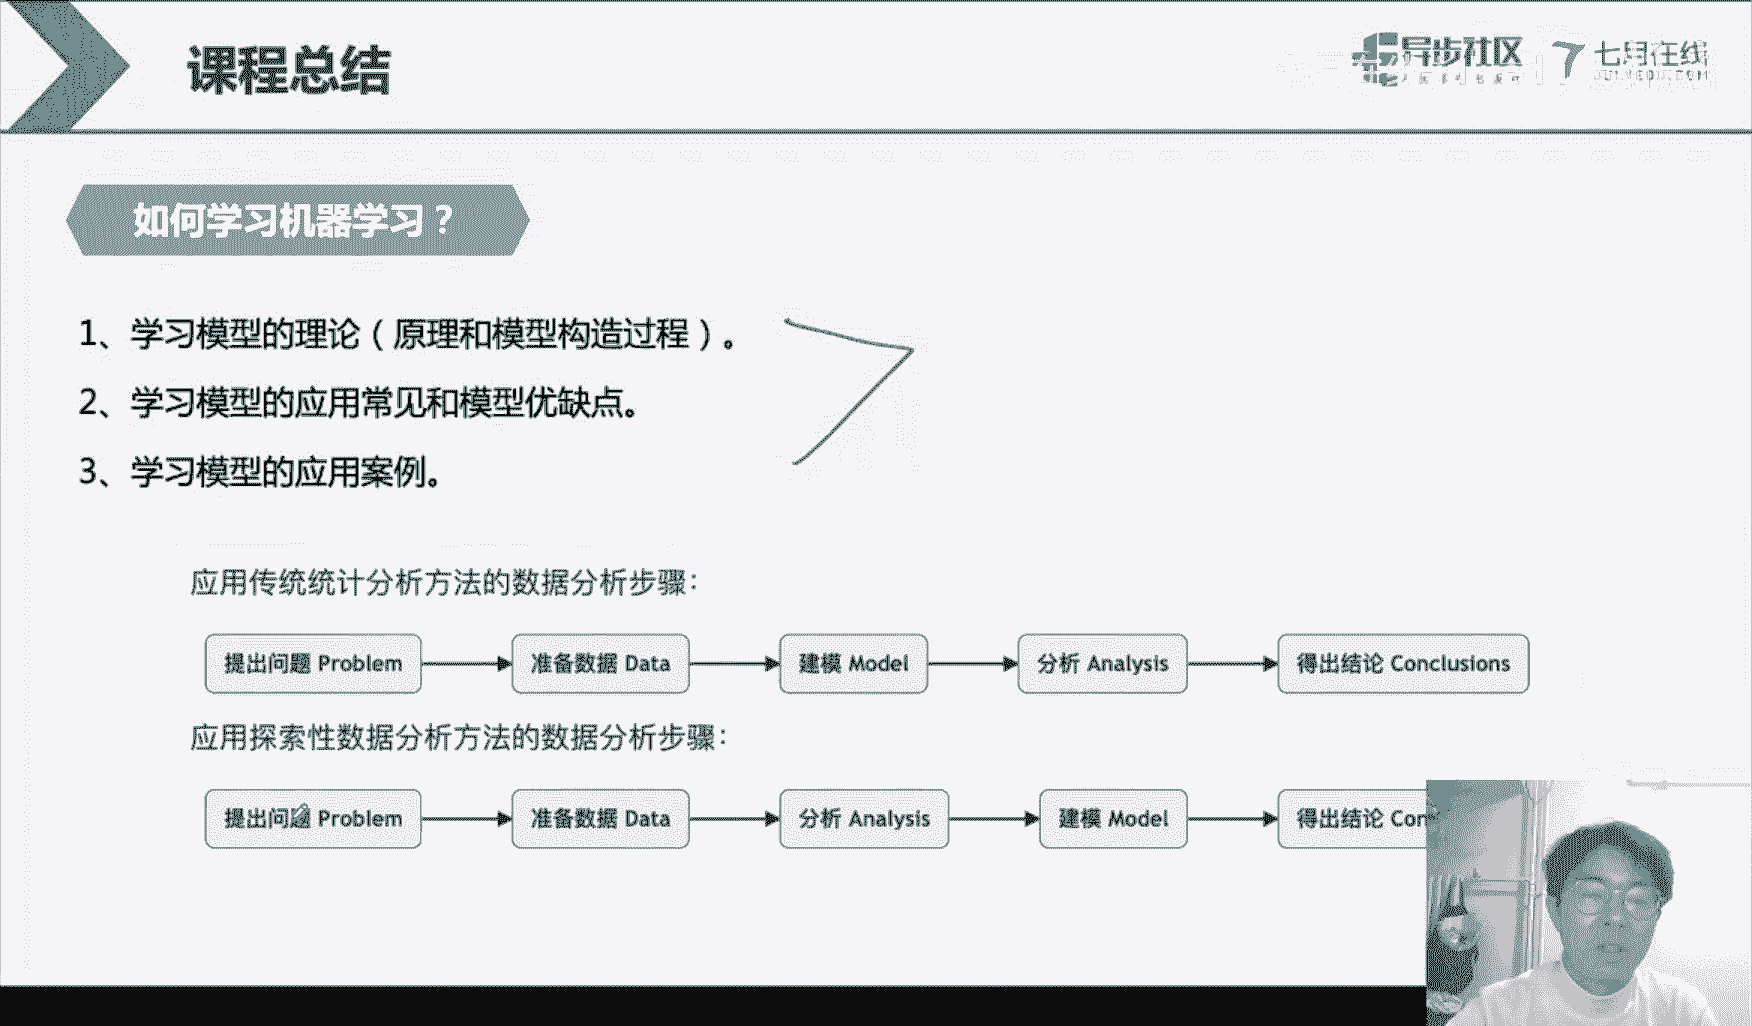 课程总结
异步社区
七月在线
如何学习机器学习？
1、学习模型的理论（原理和模型构造过程）。
2、学习模型的应用常见和模型优缺点。
3、学习模型的应用案例。
应用传统统计分析方法的数据分析步骤：
提出问题 Problem 准备数据 Data 建模 Model 分析 Analysis 得出结论 Conclusions
应用探索性数据分析方法的数据分析步骤：
提出问题 Problem 准备数据 Data 分析 Analysis 建模 Model 得出结论 Con